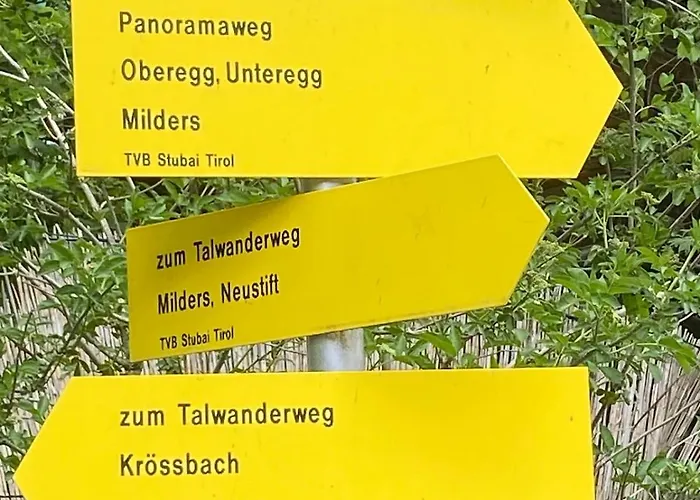 Panoramaweg
Oberegg, Unteregg
Milders
TVB Stubai Tirol
zum Talwanderweg
Milders, Neustift
TVB Stubai Tirol
zum Talwanderweg
Krössbach